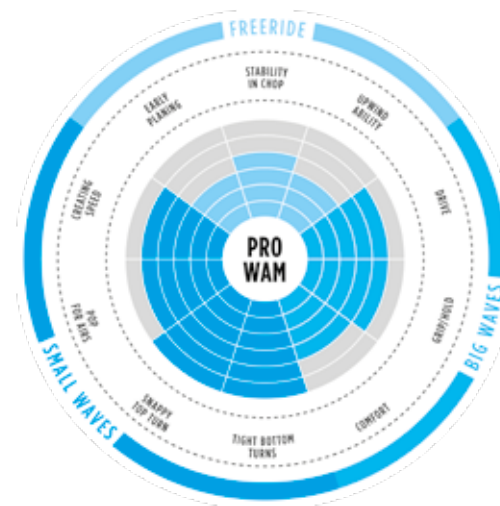 FREERIDE
STABILITY
IN CHOP
UPWIND
ABILITY
DRIVE
GRIP/HOLD
BIG WAVES
COMFORT
TIGHT BOTTOM
TURNS
SNAPPY
TOP TURN
SMALL WAVES
POP
FOR AIRS
CREATING
SPEED
EARLY
PLANING
PRO
WAM